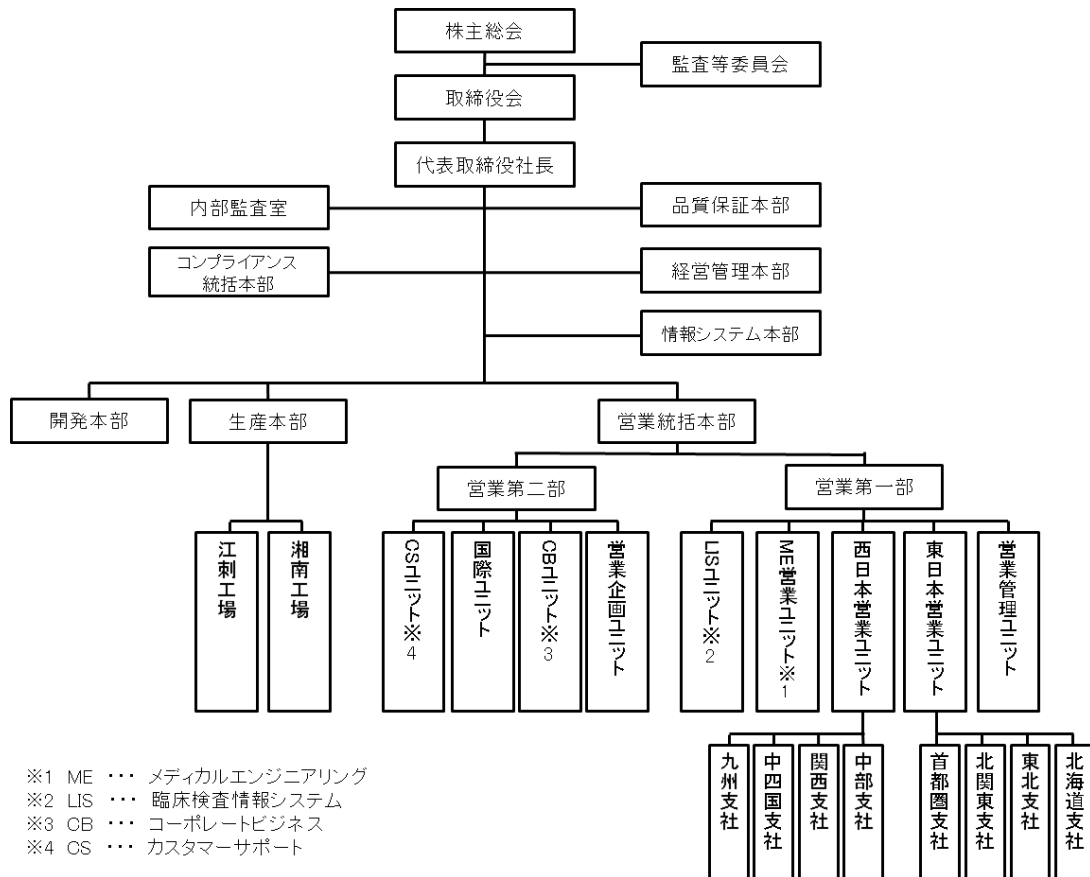 株主総会
監査等委員会
取締役会
代表取締役社長
内部監査室
品質保証本部
コンプライアンス
統括本部
経営管理本部
情報システム本部
開発本部
生産本部
営業統括本部
営業第二部
営業第一部
江刺工場
湘南工場
CSユニット※4
国際ユニット
CBユニット※3
営業企画ユニット
LISユニット※2
ME営業ユニット※1
西日本営業ユニット
東日本営業ユニット
営業管理ユニット
九州支社
中四国支社
関西支社
中部支社
首都圏支社
北関東支社
東北支社
北海道支社
※1 ME ・・・ メディカルエンジニアリング
※2 LIS ・・・ 臨床検査情報システム
※3 CB ・・・ コーポレートビジネス
※4 CS ・・・ カスタマーサポート